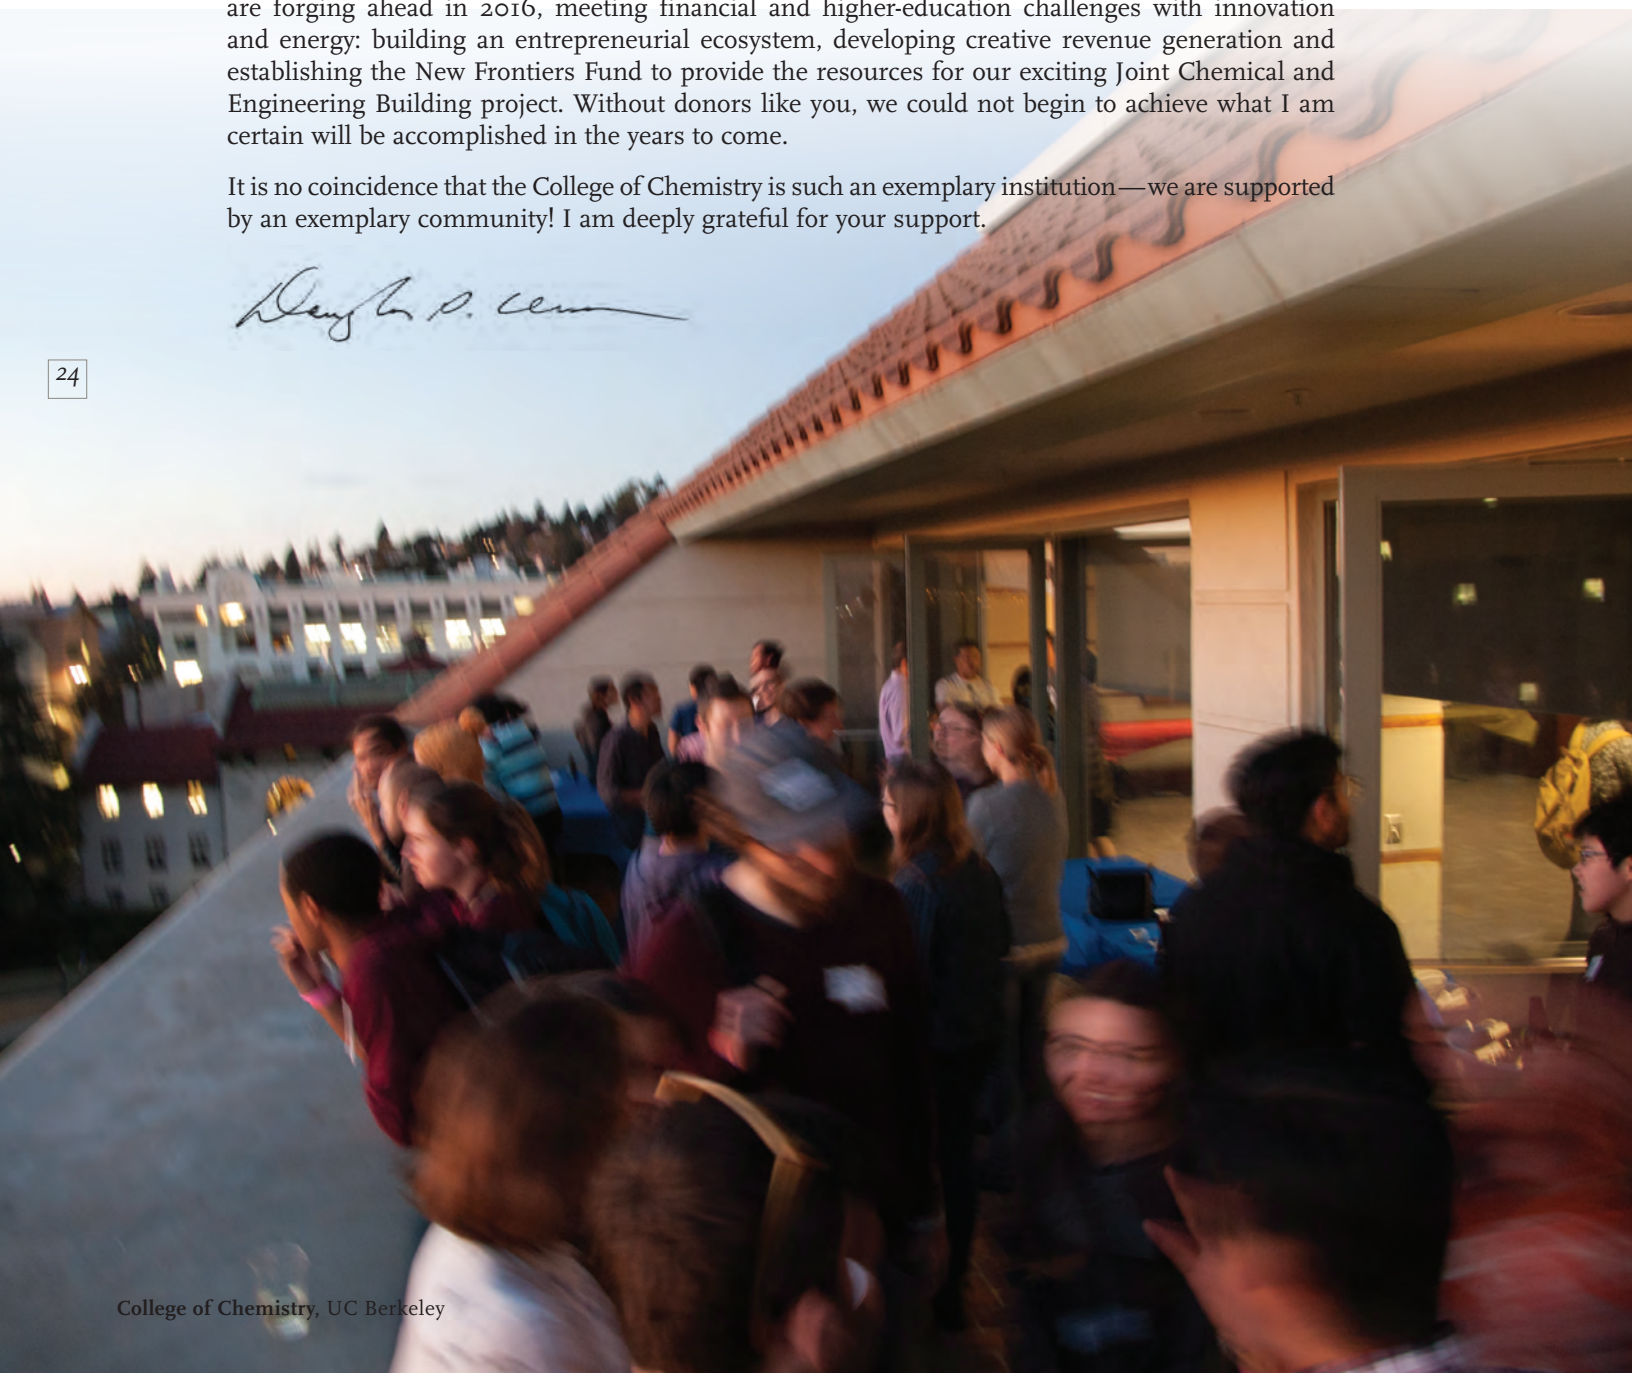 are forging ahead in 2016, meeting financial and higher-education challenges with innovation
and energy: building an entrepreneurial ecosystem, developing creative revenue generation and
establishing the New Frontiers Fund to provide the resources for our exciting Joint Chemical and
Engineering Building project. Without donors like you, we could not begin to achieve what I am
certain will be accomplished in the years to come.
It is no coincidence that the College of Chemistry is such an exemplary institution—we are supported
by an exemplary community! I am deeply grateful for your support.
Douglas S. Clark
24
College of Chemistry, UC Berkeley